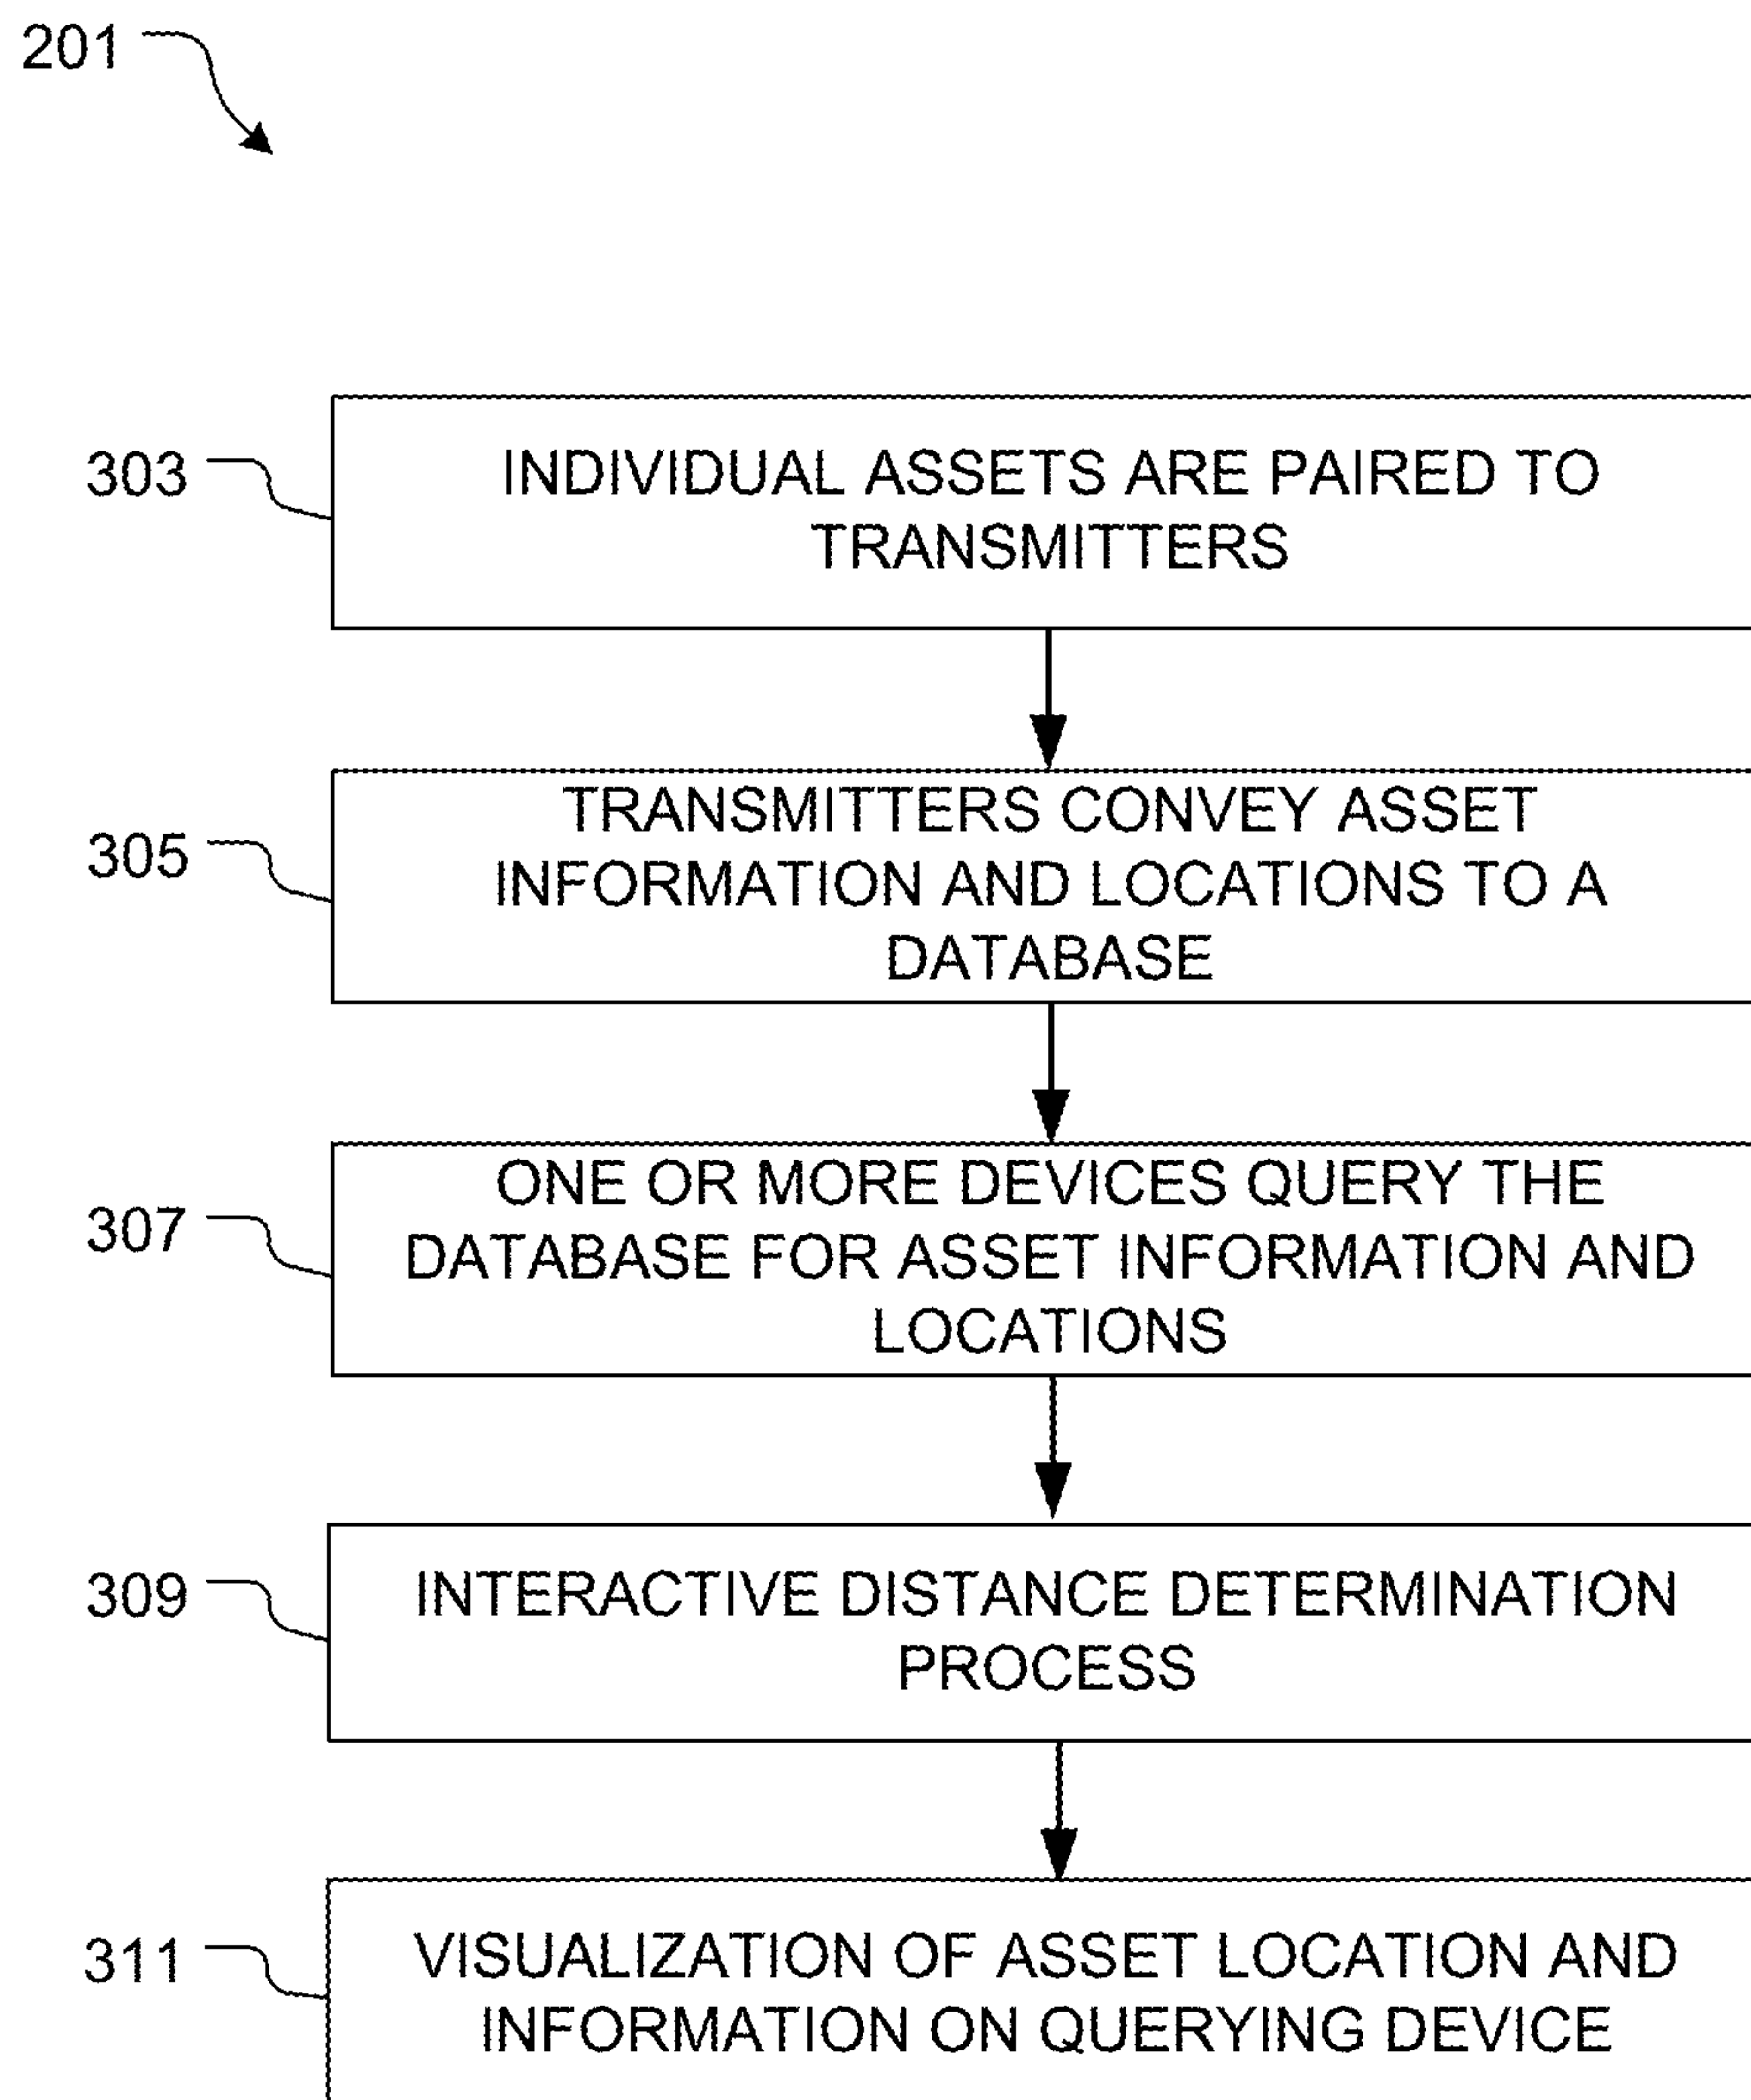 201
303
INDIVIDUAL ASSETS ARE PAIRED TO
TRANSMITTERS
305
TRANSMITTERS CONVEY ASSET
INFORMATION AND LOCATIONS TO A
DATABASE
307
ONE OR MORE DEVICES QUERY THE
DATABASE FOR ASSET INFORMATION AND
LOCATIONS
309
INTERACTIVE DISTANCE DETERMINATION
PROCESS
311
VISUALIZATION OF ASSET LOCATION AND
INFORMATION ON QUERYING DEVICE